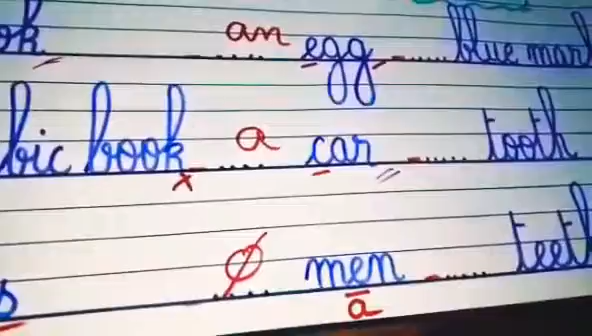 an egg, ..... blue
bic book .... a car ..... tooth
.... Ø men ..... teeth
a